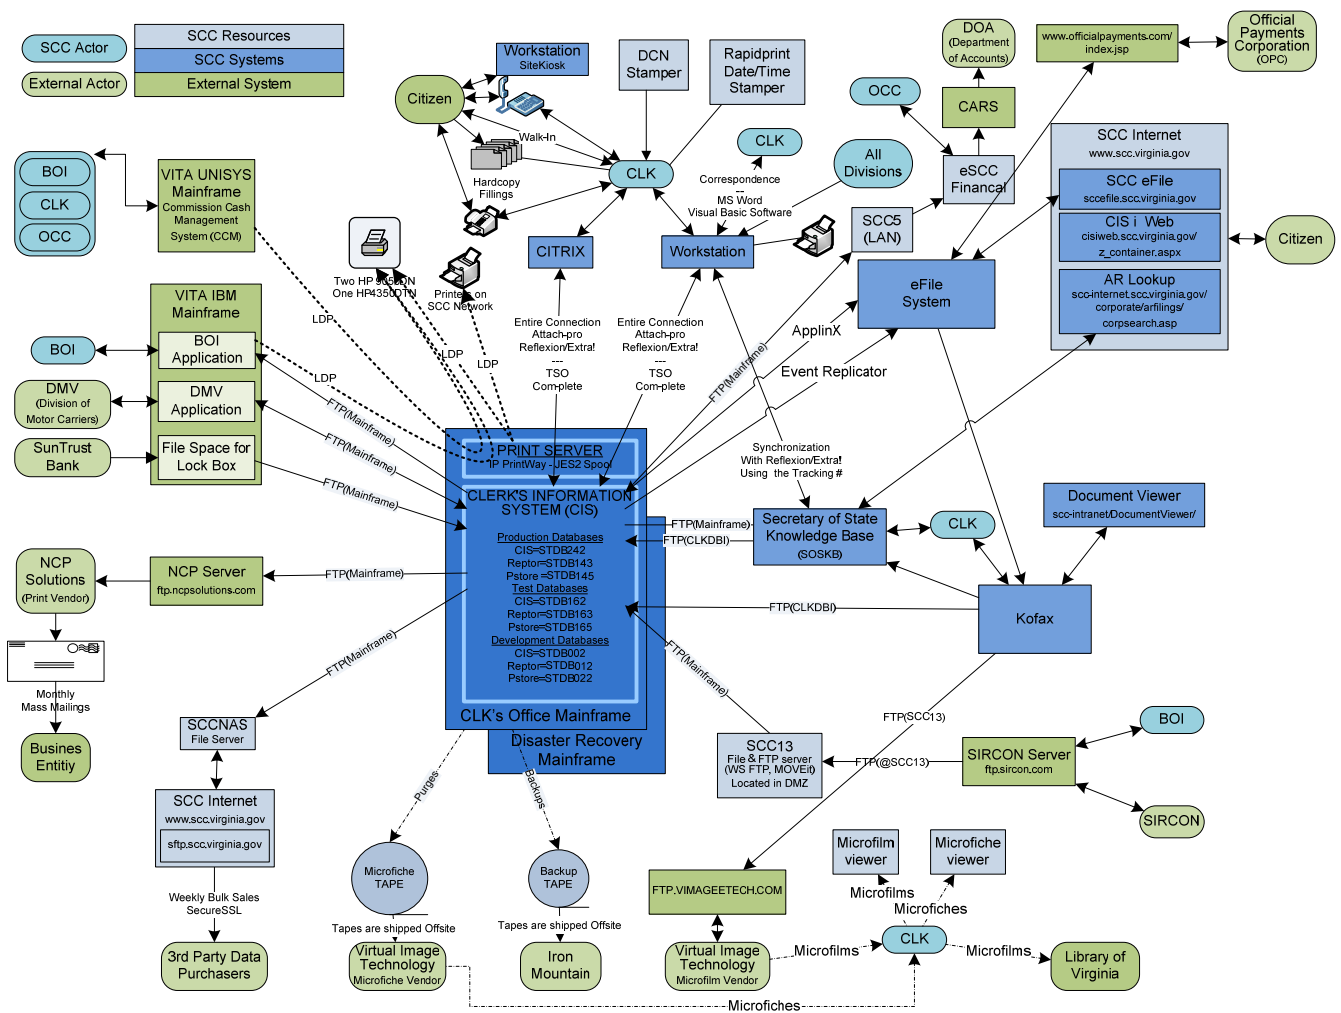 SCC Actor
External Actor
SCC Resources
SCC Systems
External System
Workstation
SiteKiosk
Citizen
Walk-In
Hardcopy
Fillings
DCN
Stamper
Rapidprint
Date/Time
Stamper
CLK
CLK
Correspondence
--
MS Word
Visual Basic Software
All
Divisions
OCC
DOA
(Department
of Accounts)
CARS
eSCC
Financal
SCC5
(LAN)
www.officialpayments.com/
index.jsp
Official
Payments
Corporation
(OPC)
SCC Internet
www.scc.virginia.gov
SCC eFile
sccefile.scc.virginia.gov
CIS i Web
cisiweb.scc.virginia.gov/
z_container.aspx
AR Lookup
scc-internet.scc.virginia.gov/
corporate/arfilings/
corpsearch.asp
Citizen
BOI
CLK
OCC
VITA UNISYS
Mainframe
Commission Cash
Management
System (CCM)
Two HP 9050DN
One HP4350DTN
Printers on
SCC Network
CITRIX
Workstation
eFile
System
VITA IBM
Mainframe
BOI
Application
DMV
Application
File Space for
Lock Box
BOI
DMV
(Division of
Motor Carriers)
SunTrust
Bank
LDP
LDP
LDP
LDP
FTP(Mainframe)
FTP(Mainframe)
FTP(Mainframe)
Entire Connection
Attach-pro
Reflexion/Extra!
---
TSO
Complete
Entire Connection
Attach-pro
Reflexion/Extra!
---
TSO
Complete
FTP(Mainframe)
ApplinX
Event Replicator
Synchronization
With Reflexion/Extra!
Using the Tracking #
PRINT SERVER
IP PrintWay - JES2 Spool
CLERK'S INFORMATION
SYSTEM (CIS)
Production Databases
CIS=STDB242
Reptor=STDB143
Pstore =STDB145
Test Databases
CIS=STDB162
Reptor=STDB163
Pstore=STDB165
Development Databases
CIS=STDB002
Reptor=STDB012
Pstore=STDB022
CLK's Office Mainframe
Disaster Recovery
Mainframe
FTP(Mainframe)
FTP(CLKDBI)
Secretary of State
Knowledge Base
(SOSKB)
CLK
Document Viewer
scc-intranet/DocumentViewer/
Kofax
FTP(CLKDBI)
FTP(Mainframe)
FTP(SCC13)
NCP
Solutions
(Print Vendor)
NCP Server
ftp.ncpsolutions.com
FTP(Mainframe)
FTP(Mainframe)
Monthly
Mass Mailings
Busines
Entitiy
SCCNAS
File Server
SCC Internet
www.scc.virginia.gov
sftp.scc.virginia.gov
Weekly Bulk Sales
SecureSSL
3rd Party Data
Purchasers
Purges
Backups
Microfiche
TAPE
Backup
TAPE
Tapes are shipped Offsite
Tapes are shipped Offsite
Virtual Image
Technology
Microfiche Vendor
Iron
Mountain
SCC13
File & FTP server
(WS FTP, MOVEit)
Located in DMZ
FTP(@SCC13)
SIRCON Server
ftp.sircon.com
BOI
SIRCON
FTP.VIMAGEETECH.COM
Virtual Image
Technology
Microfilm Vendor
Microfilm
viewer
Microfiche
viewer
Microfilms
Microfiches
Microfilms
CLK
Microfilms
Library of
Virginia
Microfiches